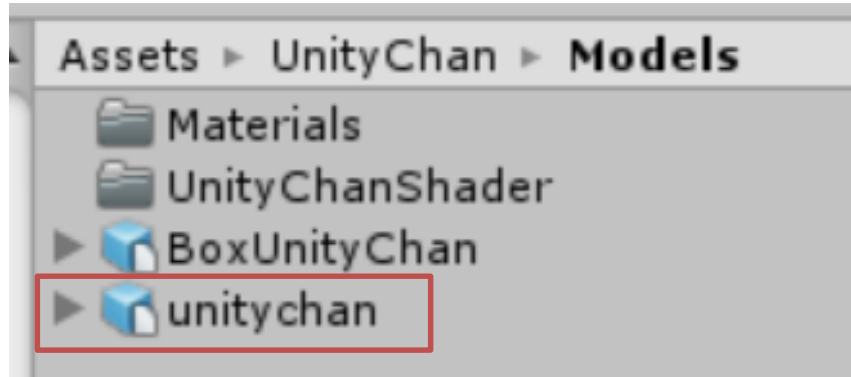 Assets ▸ UnityChan ▸ Models
Materials
UnityChanShader
BoxUnityChan
unitychan